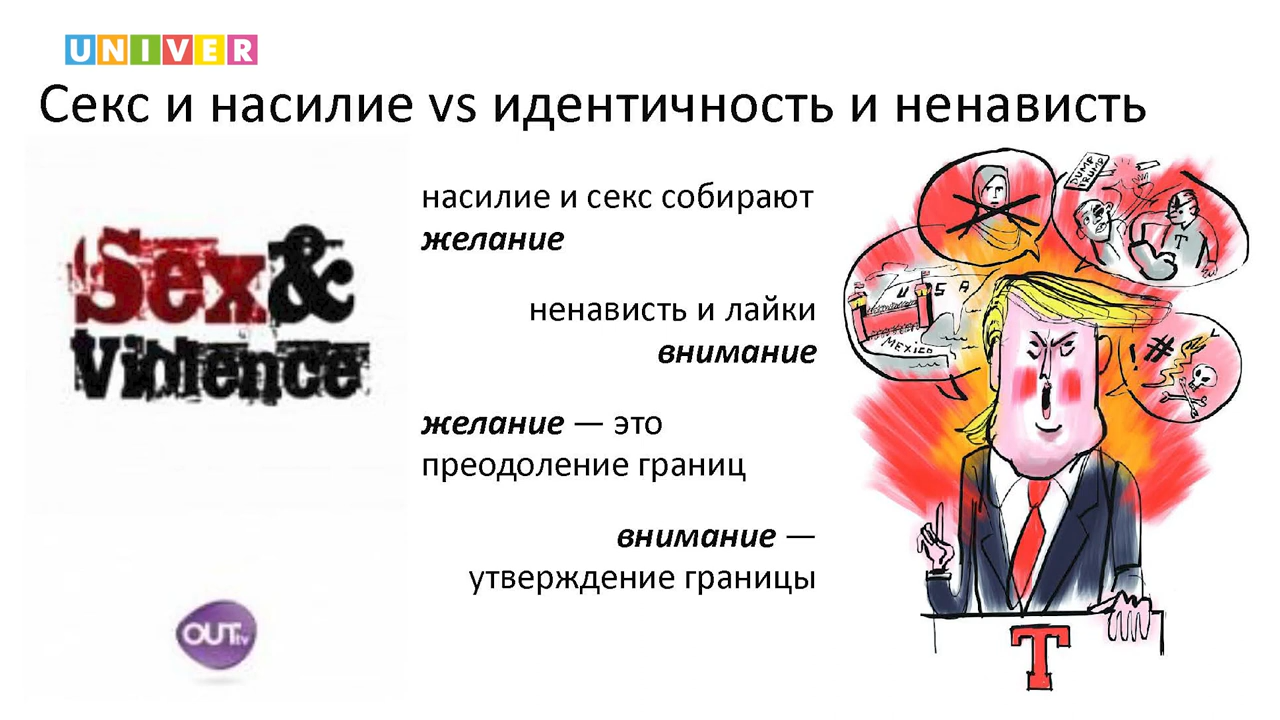 UNIVER
Секс и насилие vs идентичность и ненависть
Sex&
Violence
OUTtv
насилие и секс собирают
желание
ненависть и лайки
внимание
желание — это
преодоление границ
внимание —
утверждение границы
DUMP
TRUMP
T
USA
MEXICO
!#
T